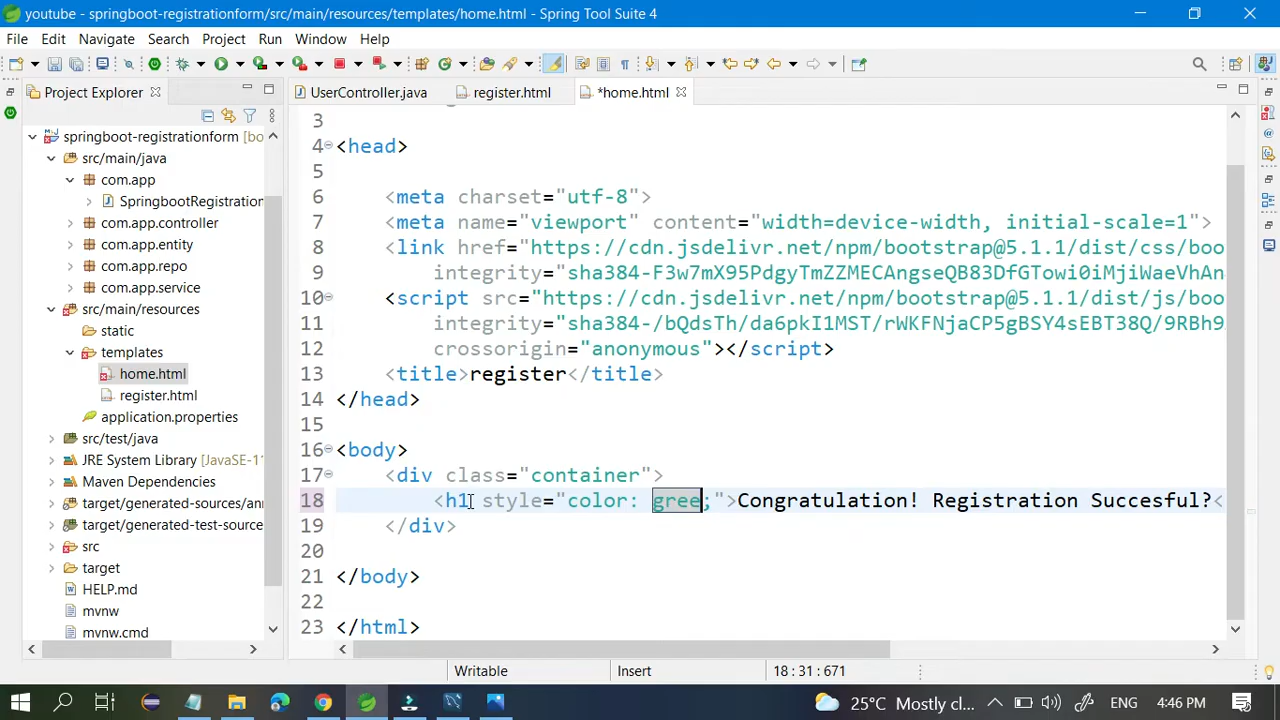 youtube - springboot-registrationform/src/main/resources/templates/home.html - Spring Tool Suite 4
File Edit Navigate Search Project Run Window Help
Project Explorer
UserController.java
register.html
*home.html
springboot-registrationform [bo
src/main/java
com.app
SpringbootRegistration
com.app.controller
com.app.entity
com.app.repo
com.app.service
src/main/resources
static
templates
home.html
register.html
application.properties
src/test/java
JRE System Library [JavaSE-1
Maven Dependencies
target/generated-sources/ann
target/generated-test-source
src
target
HELP.md
mvnw
mvnw.cmd
3
4 <head>
5
6 <meta charset="utf-8">
7 <meta name="viewport" content="width=device-width, initial-scale=1">
8 <link href="https://cdn.jsdelivr.net/npm/bootstrap@5.1.1/dist/css/boo
9 integrity="sha384-F3w7mX95PdgyTmZZMECAngseQB83DfGTowi0iMjiWaeVhAn
10 <script src="https://cdn.jsdelivr.net/npm/bootstrap@5.1.1/dist/js/boo
11 integrity="sha384-/bQdsTh/da6pkI1MST/rWKFNjaCP5gBSY4sEBT38Q/9RBh9
12 crossorigin="anonymous"></script>
13 <title>register</title>
14 </head>
15
16 <body>
17 <div class="container">
18 <h1 style="color: gree;">Congratulation! Registration Succesful?<
19 </div>
20
21 </body>
22
23 </html>
Writable Insert 18 : 31 : 671
25°C Mostly cl... ENG 4:46 PM